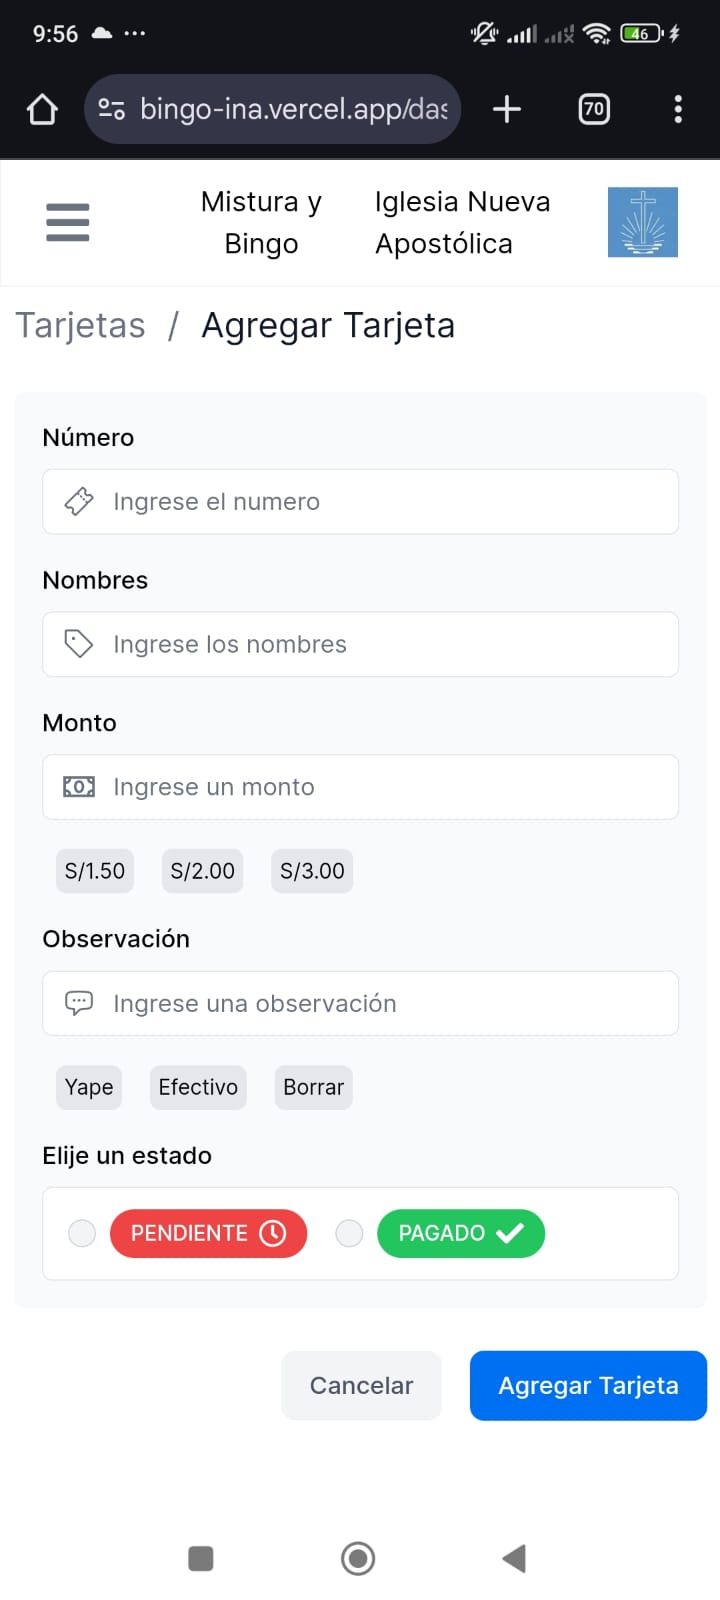 9:56
46
bingo-ina.vercel.app/das
70
Mistura y
Bingo
Iglesia Nueva
Apostólica
Tarjetas / Agregar Tarjeta
Número
Ingrese el numero
Nombres
Ingrese los nombres
Monto
Ingrese un monto
S/1.50 S/2.00 S/3.00
Observación
Ingrese una observación
Yape Efectivo Borrar
Elije un estado
PENDIENTE PAGADO
Cancelar Agregar Tarjeta